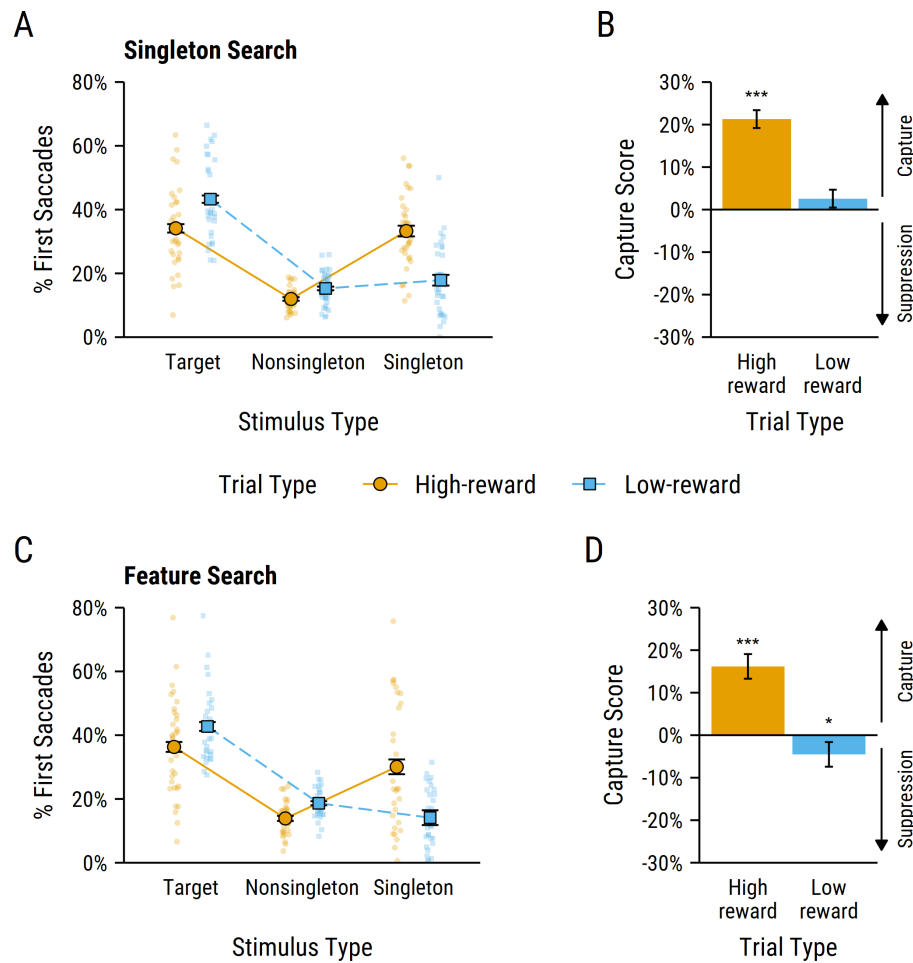 A
Singleton Search
80%
60%
40%
20%
0%
% First Saccades
Target Nonsingleton Singleton
Stimulus Type
B
30%
20%
10%
0%
-10%
-20%
-30%
Capture Score
***
Capture
Suppression
High reward
Low reward
Trial Type
Trial Type High-reward Low-reward
C
Feature Search
80%
60%
40%
20%
0%
% First Saccades
Target Nonsingleton Singleton
Stimulus Type
D
30%
20%
10%
0%
-10%
-20%
-30%
Capture Score
***
*
Capture
Suppression
High reward
Low reward
Trial Type